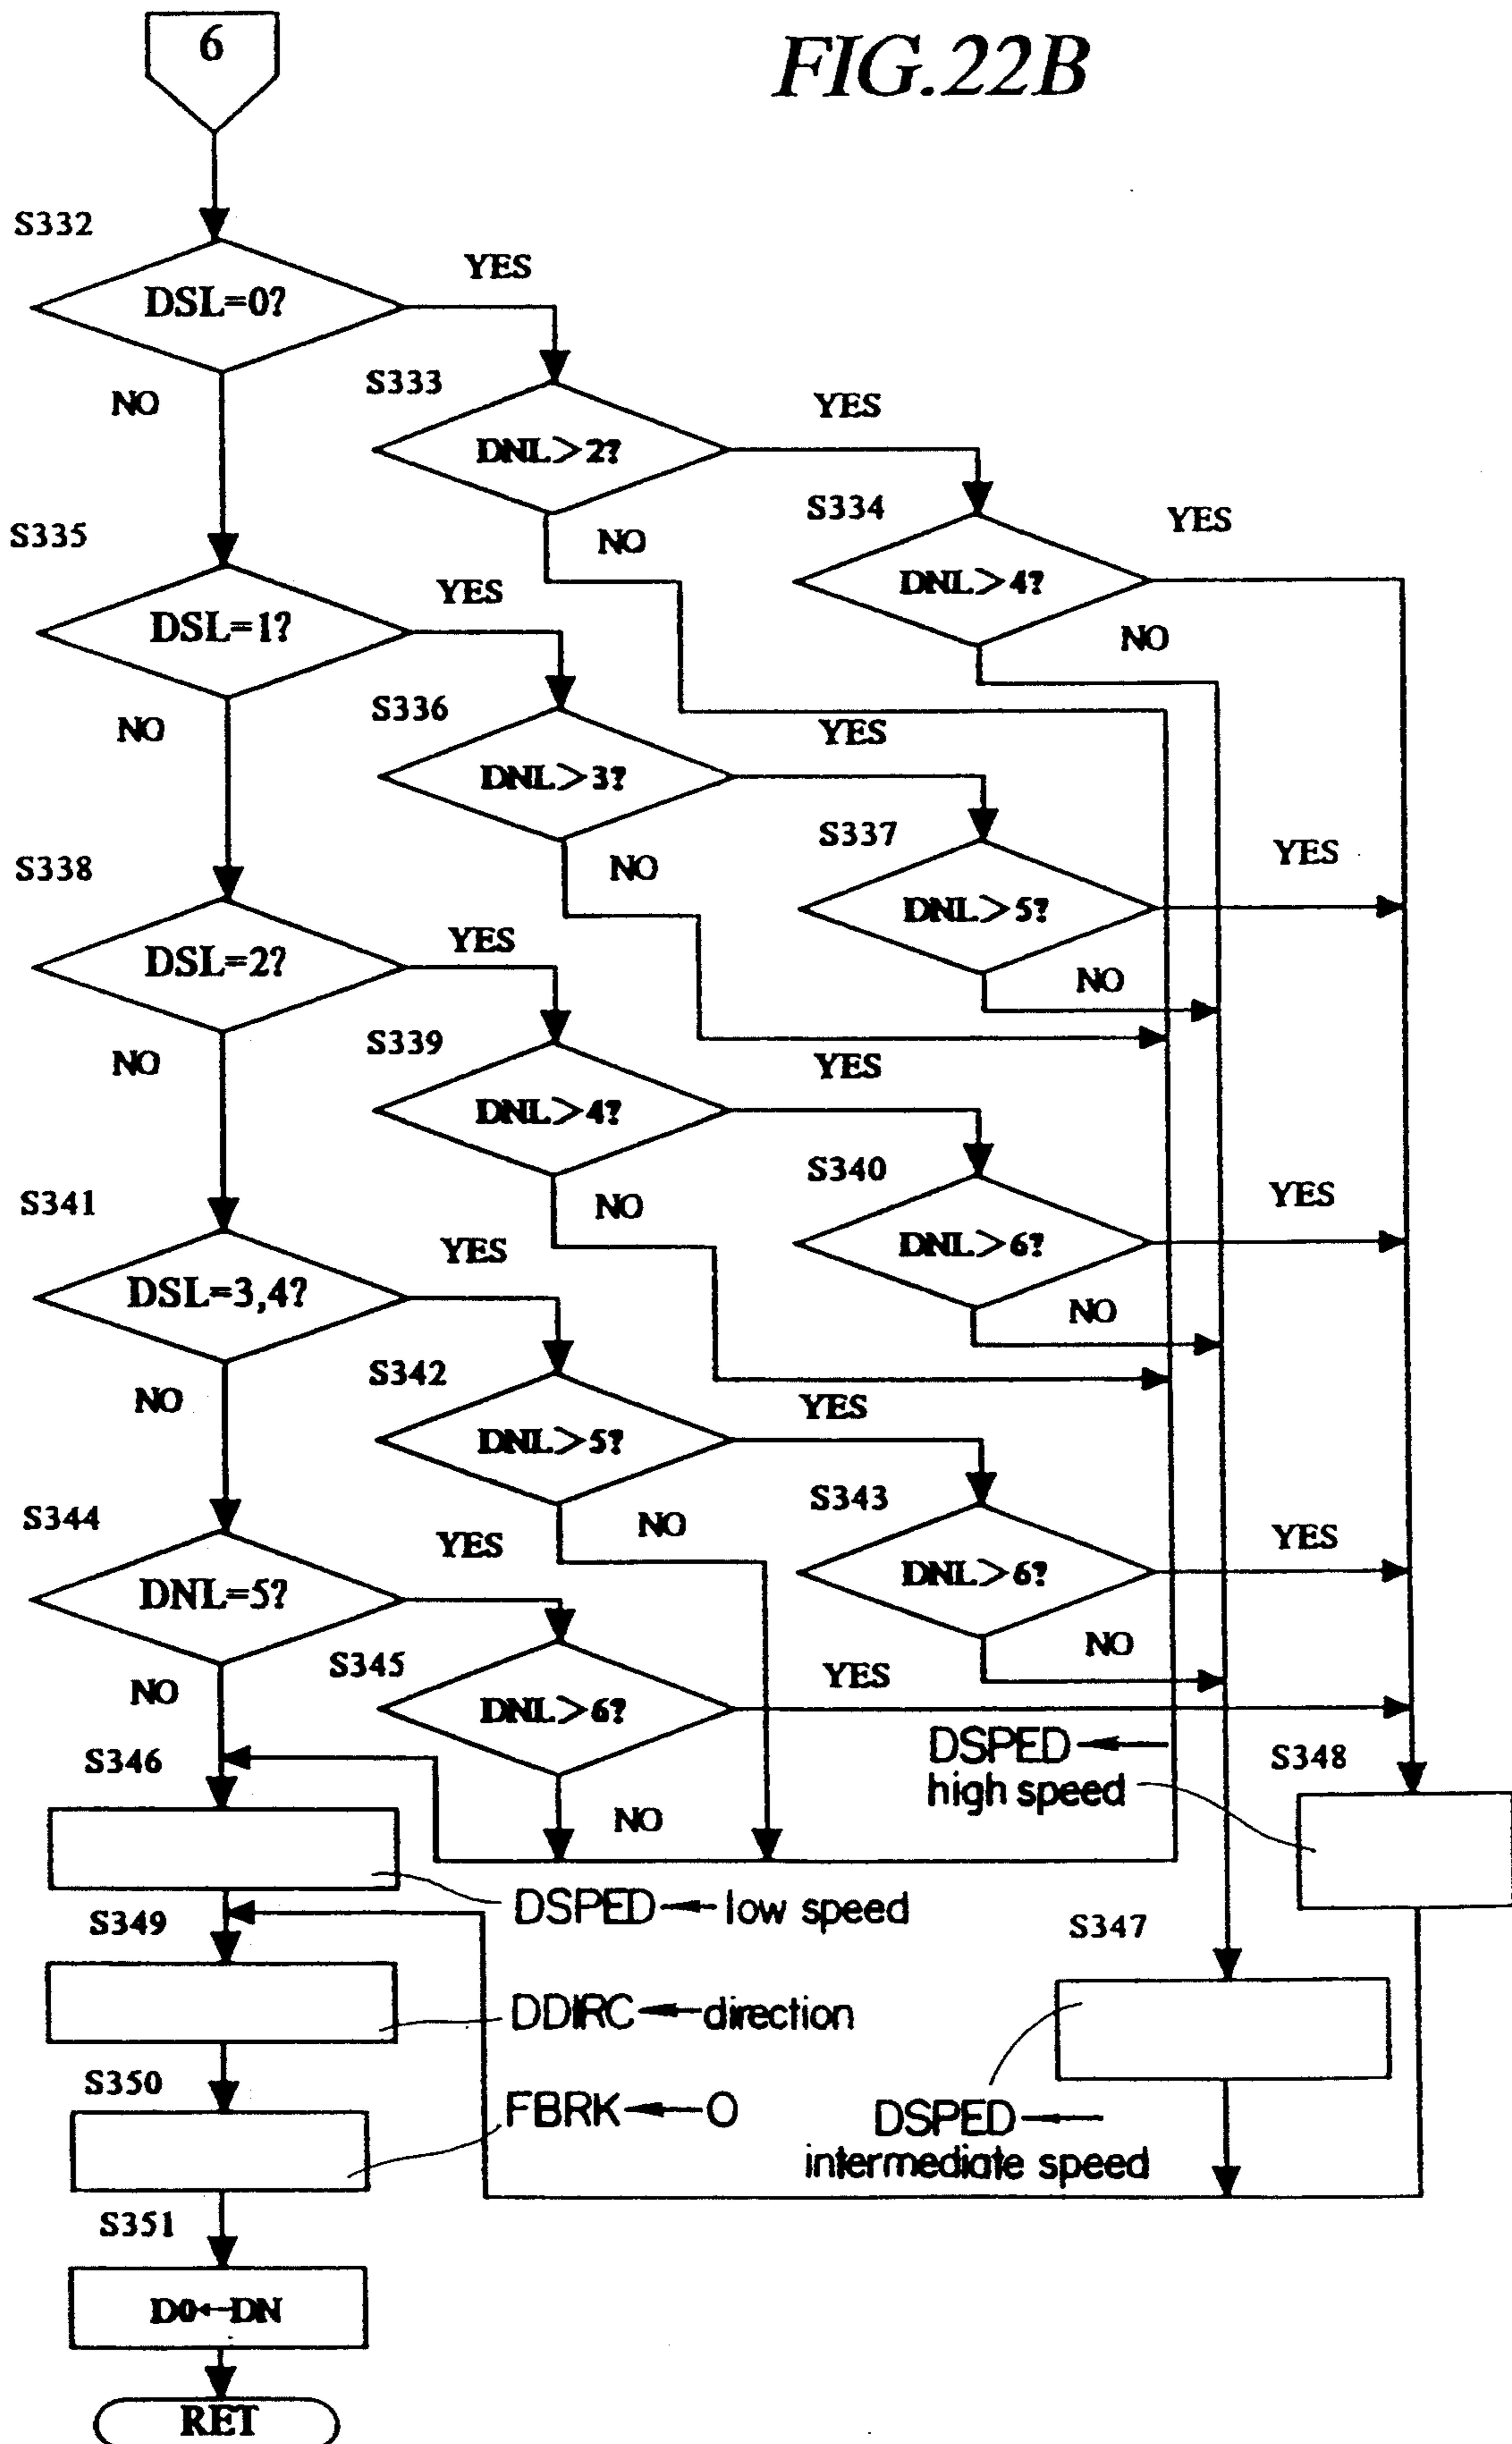 6
FIG.22B
S332
DSL=0?
YES
NO
S333
DNL>2?
YES
NO
S334
DNL>4?
YES
NO
S335
DSL=1?
YES
NO
S336
DNL>3?
YES
NO
S337
DNL>5?
YES
NO
S338
DSL=2?
YES
NO
S339
DNL>4?
YES
NO
S340
DNL>6?
YES
NO
S341
DSL=3,4?
YES
NO
S342
DNL>5?
YES
NO
S343
DNL>6?
YES
NO
S344
DNL=5?
YES
NO
S345
DNL>6?
YES
NO
S346
DSPED←low speed
DSPED←
high speed
S348
S347
DSPED←
intermediate speed
S349
DDIRC←direction
S350
FBRK←0
S351
D0←DN
RET